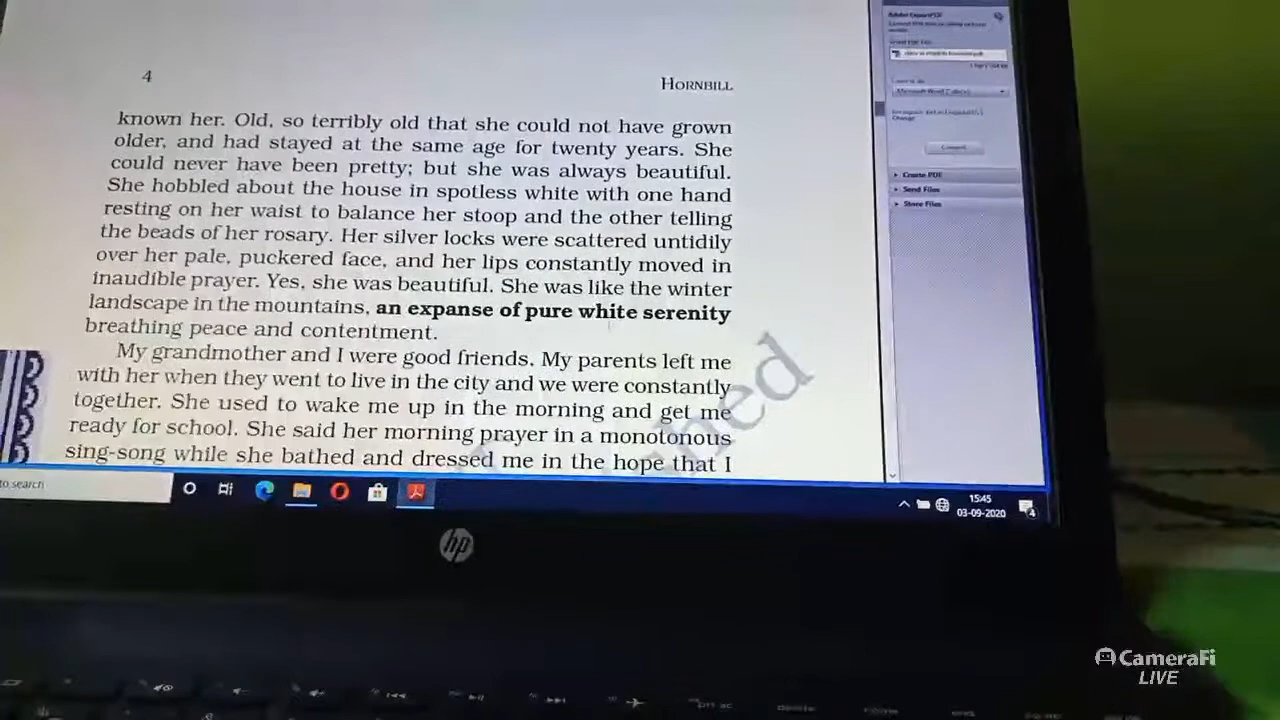 4
HORNBILL
known her. Old, so terribly old that she could not have grown
older, and had stayed at the same age for twenty years. She
could never have been pretty; but she was always beautiful.
She hobbled about the house in spotless white with one hand
resting on her waist to balance her stoop and the other telling
the beads of her rosary. Her silver locks were scattered untidily
over her pale, puckered face, and her lips constantly moved in
inaudible prayer. Yes, she was beautiful. She was like the winter
landscape in the mountains, an expanse of pure white serenity
breathing peace and contentment.
My grandmother and I were good friends. My parents left me
with her when they went to live in the city and we were constantly
together. She used to wake me up in the morning and get me
ready for school. She said her morning prayer in a monotonous
sing-song while she bathed and dressed me in the hope that I
Adobe ExportPDF
Microsoft Word (*.docx)
Change
Convert
Create PDF
Send Files
Store Files
to search
15:45
03-09-2020
4
hp
CameraFi
LIVE